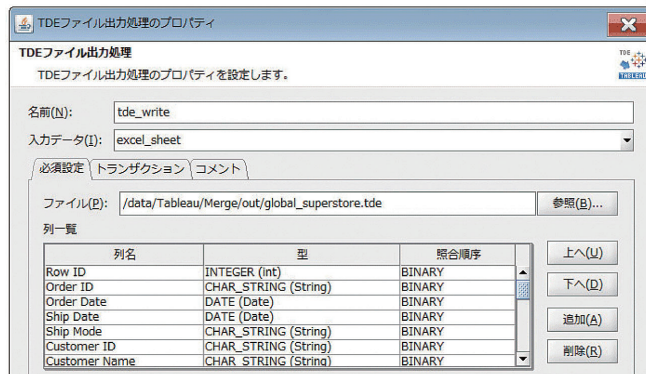 TDEファイル出力処理のプロパティ
TDEファイル出力処理
TDEファイル出力処理のプロパティを設定します。
TDE
TABLEAU
名前(N): tde_write
入力データ(I): excel_sheet
必須設定 トランザクション コメント
ファイル(P): /data/Tableau/Merge/out/global_superstore.tde 参照(B)...
列一覧
列名 型 照合順序
Row ID INTEGER (int) BINARY
Order ID CHAR_STRING (String) BINARY
Order Date DATE (Date) BINARY
Ship Date DATE (Date) BINARY
Ship Mode CHAR_STRING (String) BINARY
Customer ID CHAR_STRING (String) BINARY
Customer Name CHAR_STRING (String) BINARY
上へ(U)
下へ(D)
追加(A)
削除(R)